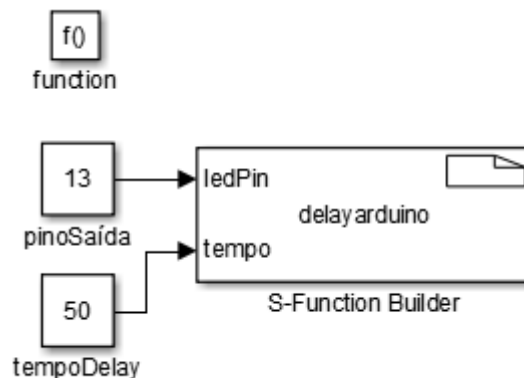 f()
function
13
pinoSaída
50
tempoDelay
ledPin
delayarduino
tempo
S-Function Builder